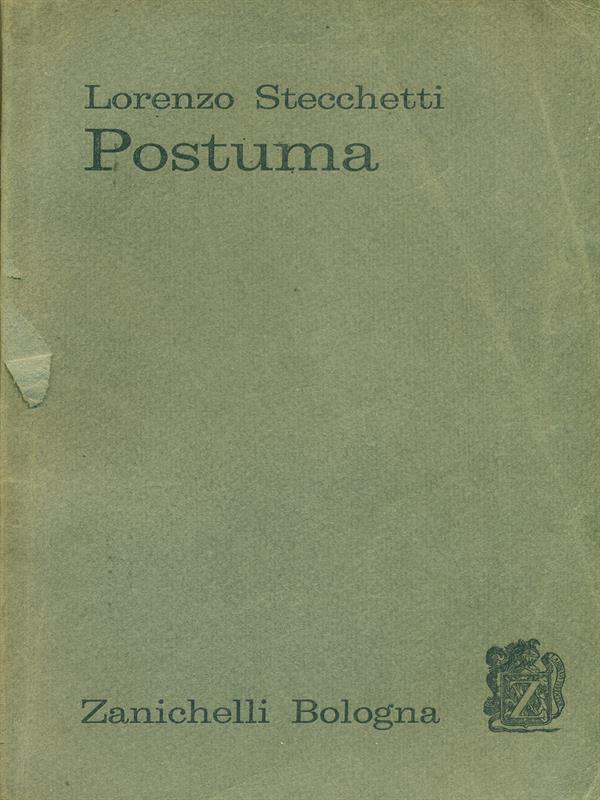 Lorenzo Stecchetti
Postuma
Zanichelli Bologna
Z